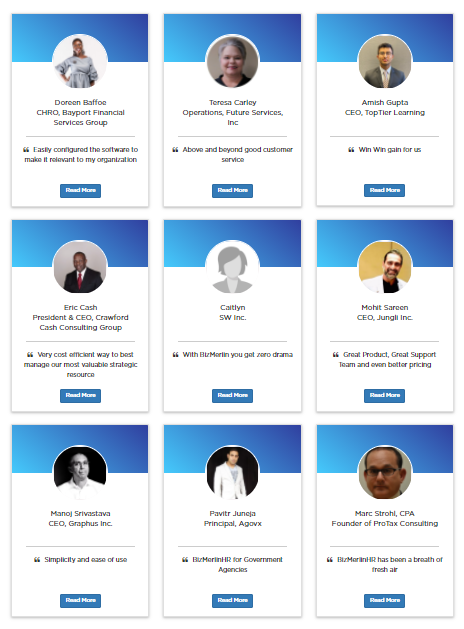 Doreen Baffoe
CHRO, Bayport Financial
Services Group
“ Easily configured the software to
make it relevant to my organization
Read More
Teresa Carley
Operations, Future Services,
Inc
“ Above and beyond good customer
service
Read More
Amish Gupta
CEO, TopTier Learning
“ Win Win gain for us
Read More
Eric Cash
President & CEO, Crawford
Cash Consulting Group
“ Very cost efficient way to best
manage our most valuable strategic
resource
Read More
Caitlyn
SW Inc.
“ With BizMerlin you get zero drama
Read More
Mohit Sareen
CEO, Jungli Inc.
“ Great Product, Great Support
Team and even better pricing
Read More
Manoj Srivastava
CEO, Graphus Inc.
“ Simplicity and ease of use
Read More
Pavitr Juneja
Principal, Agovx
“ BizMerlinHR for Government
Agencies
Read More
Marc Strohl, CPA
Founder of ProTax Consulting
“ BizMerlinHR has been a breath of
fresh air
Read More